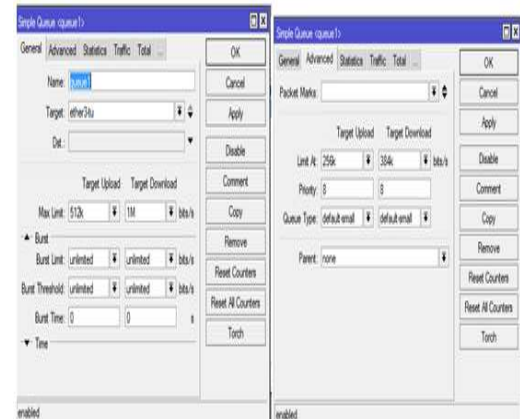 Simple Queue <queue1>
General Advanced Statistics Traffic Total ...
Name: queue1
Target: ether3-tu
Dst.:
Target Upload Target Download
Max Limit: 512k 1M bits/s
Burst
Burst Limit: unlimited unlimited bits/s
Burst Threshold: unlimited unlimited bits/s
Burst Time: 0 0 s
Time
OK
Cancel
Apply
Disable
Comment
Copy
Remove
Reset Counters
Reset All Counters
Torch
enabled
Simple Queue <queue1>
General Advanced Statistics Traffic Total ...
Packet Marks:
Target Upload Target Download
Limit At: 256k 384k bits/s
Priority: 8 8
Queue Type: default-small default-small
Parent: none
OK
Cancel
Apply
Disable
Comment
Copy
Remove
Reset Counters
Reset All Counters
Torch
enabled